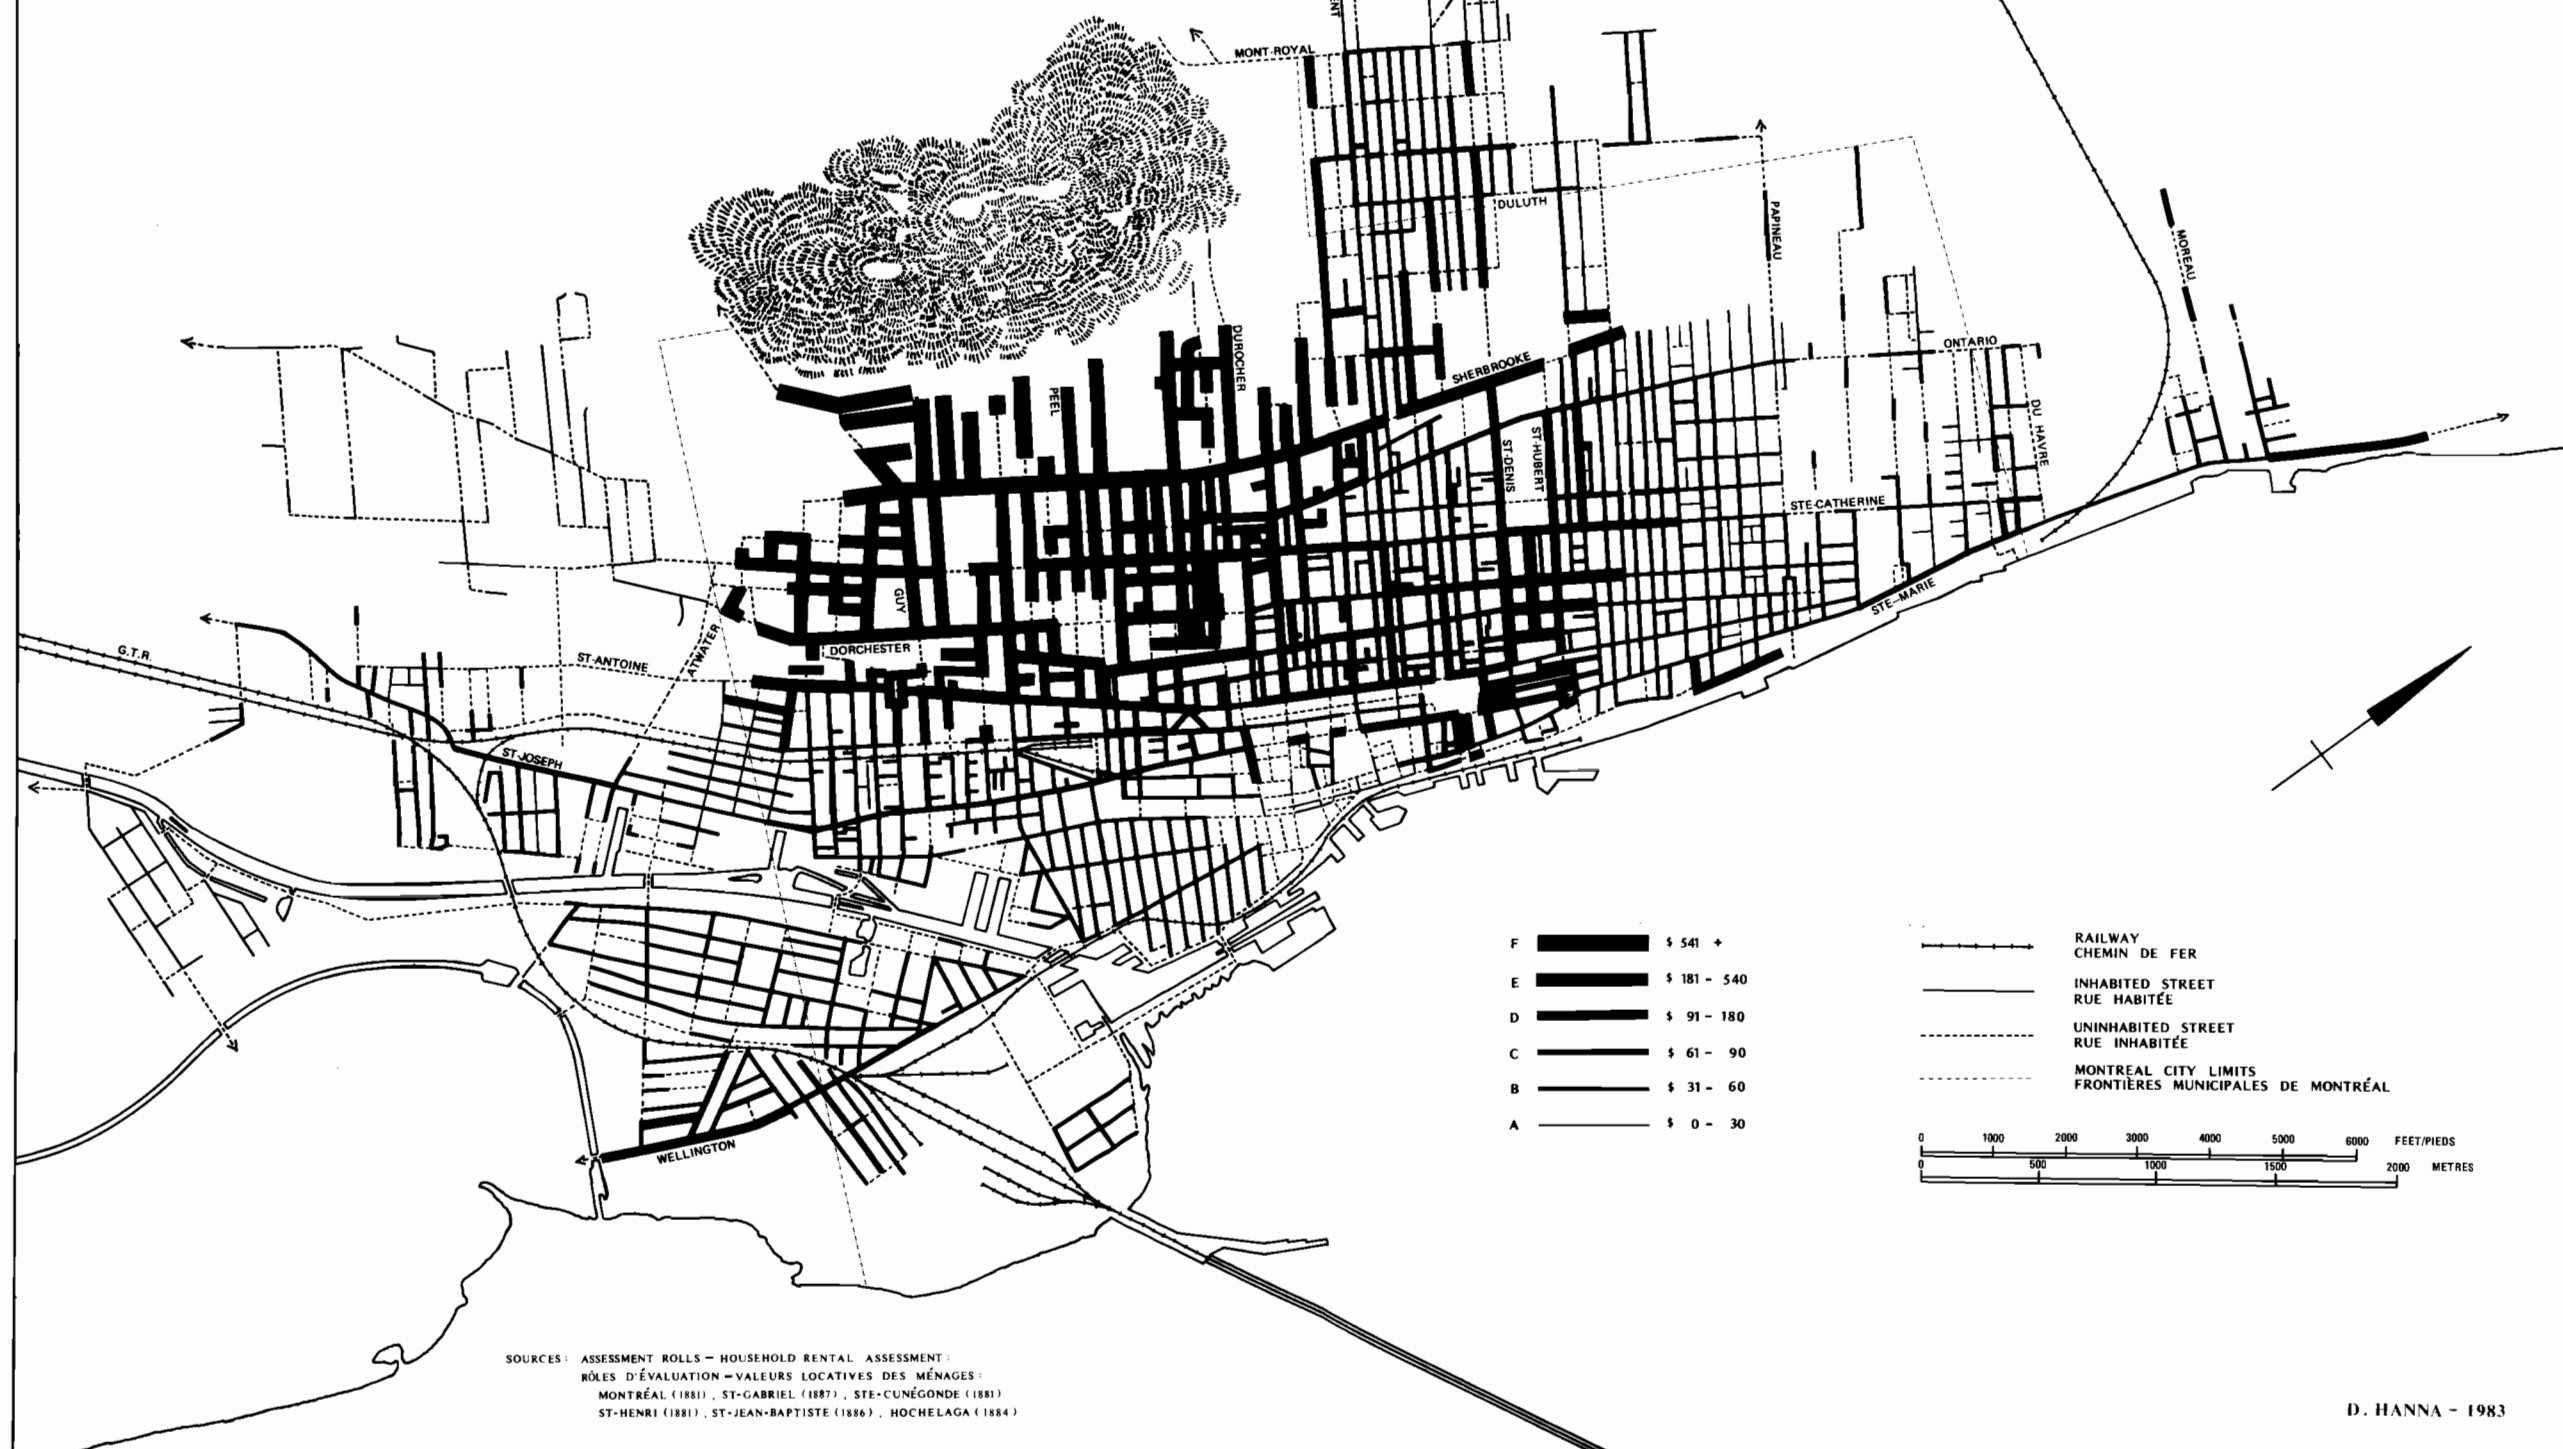 MONT-ROYAL
DULUTH
PAPINEAU
MOREAU
DUROCHER
PEEL
SHERBROOKE
ONTARIO
ST-DENIS
ST-HUBERT
DU HAVRE
STE-CATHERINE
GUY
STE-MARIE
DORCHESTER
ATWATER
ST-ANTOINE
G.T.R.
ST-JOSEPH
WELLINGTON
F $ 541 +
E $ 181 - 540
D $ 91 - 180
C $ 61 - 90
B $ 31 - 60
A $ 0 - 30
RAILWAY
CHEMIN DE FER
INHABITED STREET
RUE HABITÉE
UNINHABITED STREET
RUE INHABITÉE
MONTREAL CITY LIMITS
FRONTIÈRES MUNICIPALES DE MONTRÉAL
0 1000 2000 3000 4000 5000 6000 FEET/PIEDS
0 500 1000 1500 2000 METRES
SOURCES: ASSESSMENT ROLLS — HOUSEHOLD RENTAL ASSESSMENT:
RÔLES D'ÉVALUATION — VALEURS LOCATIVES DES MÉNAGES:
MONTRÉAL (1881), ST-GABRIEL (1887), STE-CUNÉGONDE (1881)
ST-HENRI (1881), ST-JEAN-BAPTISTE (1886), HOCHELAGA (1884)
D. HANNA - 1983